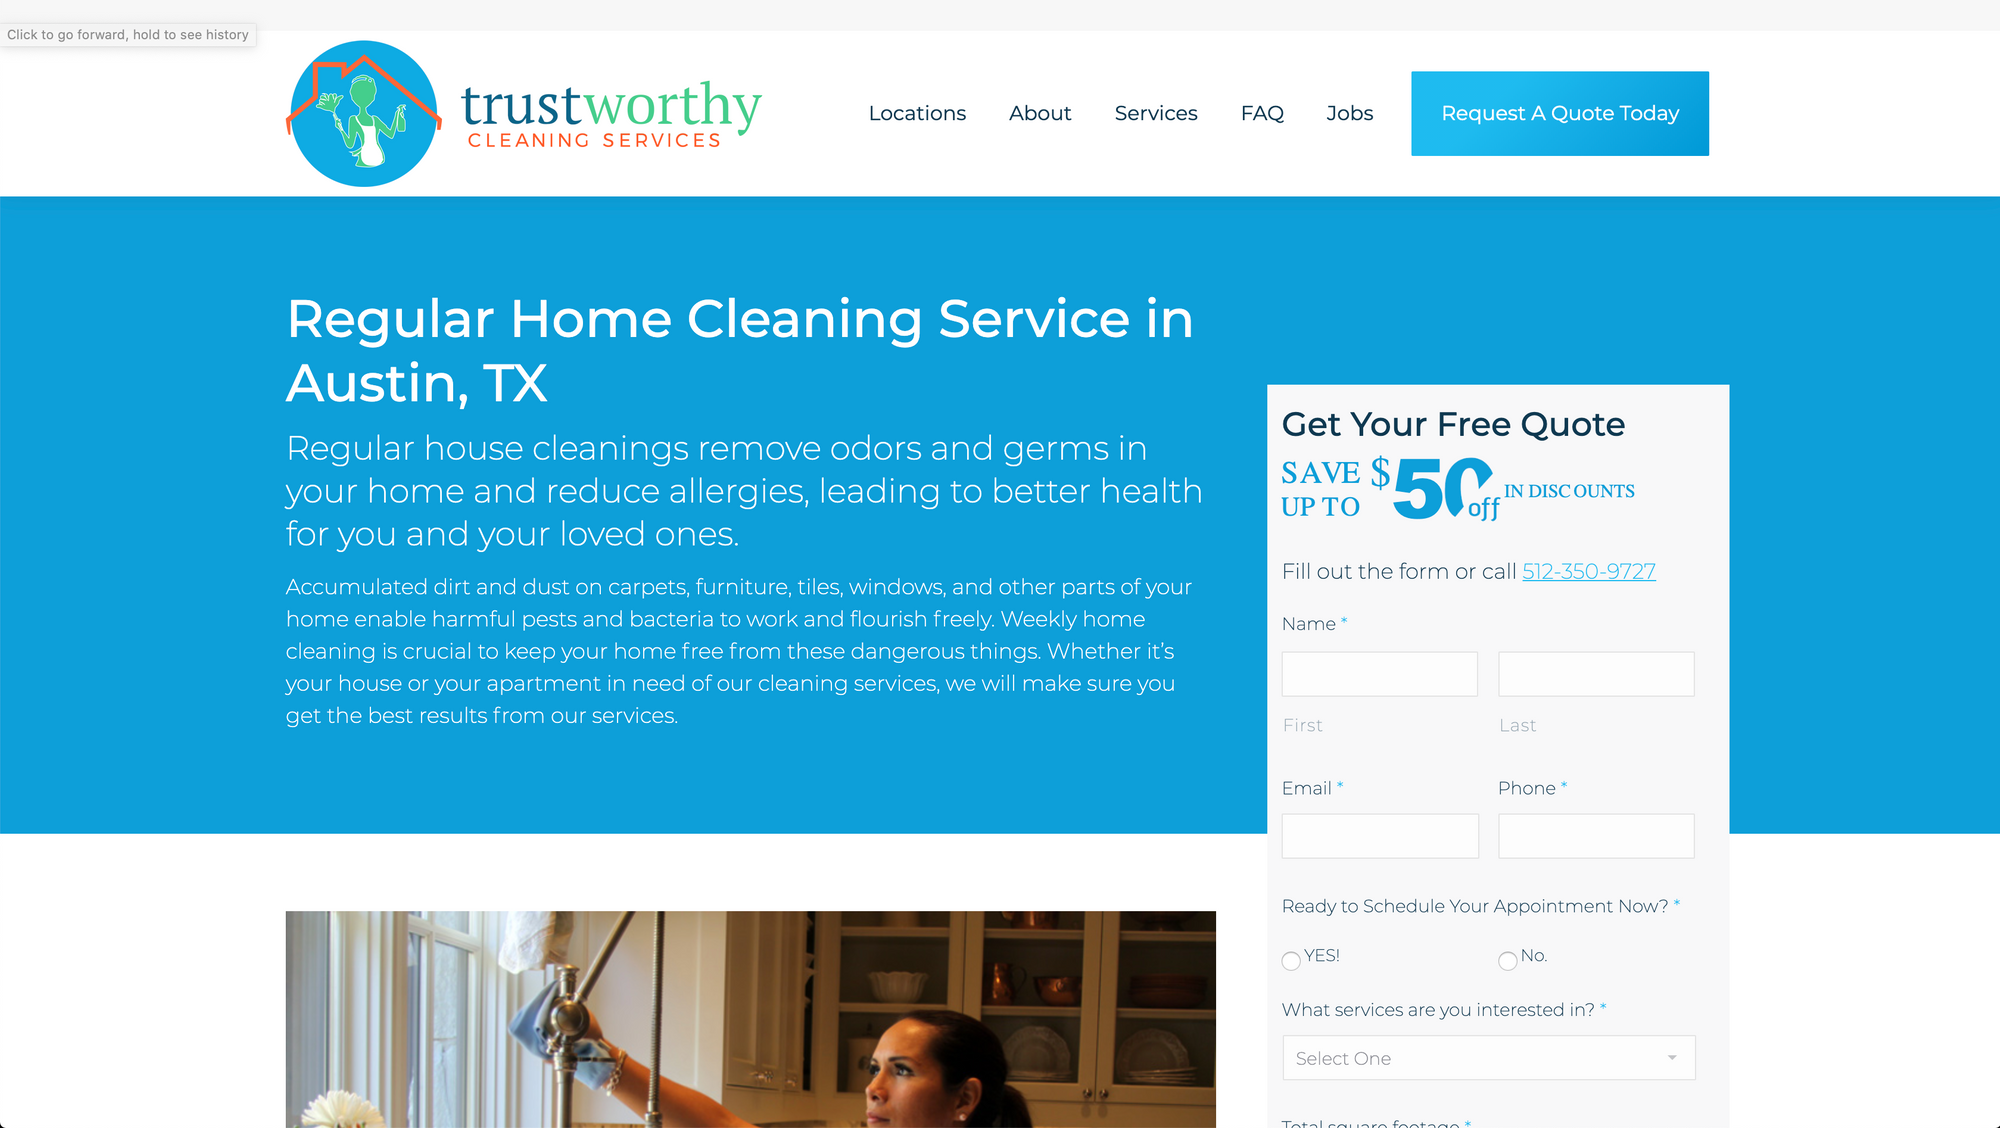 Click to go forward, hold to see history
trustworthy
CLEANING SERVICES
Locations About Services FAQ Jobs Request A Quote Today
Regular Home Cleaning Service in
Austin, TX
Regular house cleanings remove odors and germs in
your home and reduce allergies, leading to better health
for you and your loved ones.
Accumulated dirt and dust on carpets, furniture, tiles, windows, and other parts of your
home enable harmful pests and bacteria to work and flourish freely. Weekly home
cleaning is crucial to keep your home free from these dangerous things. Whether it's
your house or your apartment in need of our cleaning services, we will make sure you
get the best results from our services.
Get Your Free Quote
SAVE UP TO $50 off IN DISCOUNTS
Fill out the form or call 512-350-9727
Name *
First Last
Email * Phone *
Ready to Schedule Your Appointment Now? *
YES! No.
What services are you interested in? *
Select One
Total square footage *